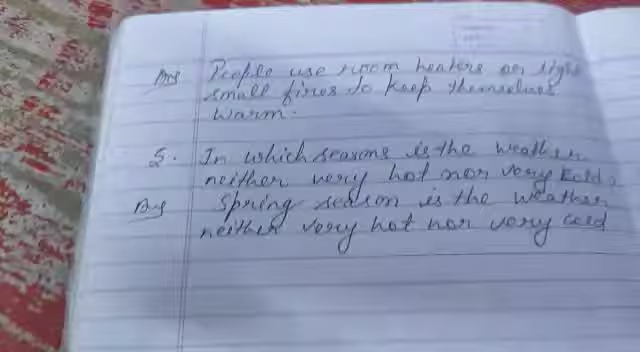 Ans People use room heaters or light
small fires to keep themselves
warm.
5. In which seasons is the weather
neither very hot nor very cold?
Ans Spring season is the weather
neither very hot nor very cold